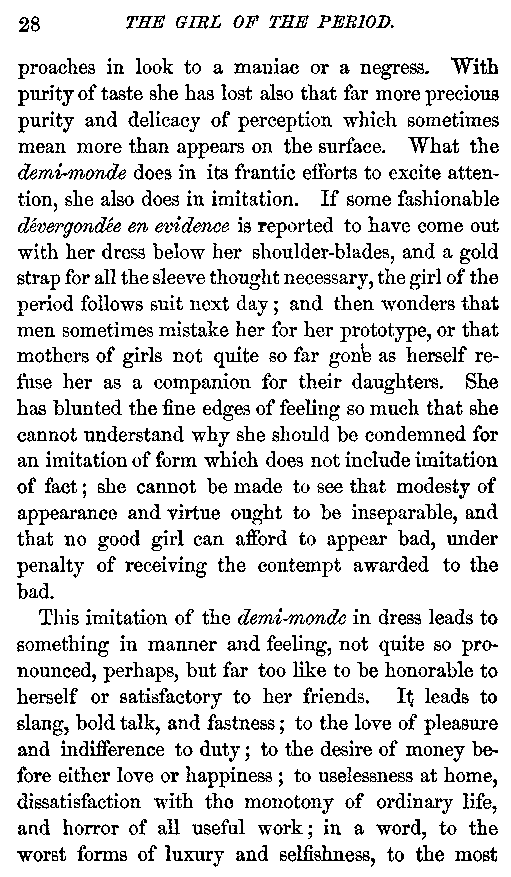 28 THE GIRL OF THE PERIOD.
proaches in look to a maniac or a negress. With
purity of taste she has lost also that far more precious
purity and delicacy of perception which sometimes
mean more than appears on the surface. What the
demi-monde does in its frantic efforts to excite atten-
tion, she also does in imitation. If some fashionable
dévergondée en evidence is reported to have come out
with her dress below her shoulder-blades, and a gold
strap for all the sleeve thought necessary, the girl of the
period follows suit next day; and then wonders that
men sometimes mistake her for her prototype, or that
mothers of girls not quite so far gone as herself re-
fuse her as a companion for their daughters. She
has blunted the fine edges of feeling so much that she
cannot understand why she should be condemned for
an imitation of form which does not include imitation
of fact; she cannot be made to see that modesty of
appearance and virtue ought to be inseparable, and
that no good girl can afford to appear bad, under
penalty of receiving the contempt awarded to the
bad.
This imitation of the demi-monde in dress leads to
something in manner and feeling, not quite so pro-
nounced, perhaps, but far too like to be honorable to
herself or satisfactory to her friends. It leads to
slang, bold talk, and fastness; to the love of pleasure
and indifference to duty; to the desire of money be-
fore either love or happiness; to uselessness at home,
dissatisfaction with the monotony of ordinary life,
and horror of all useful work; in a word, to the
worst forms of luxury and selfishness, to the most